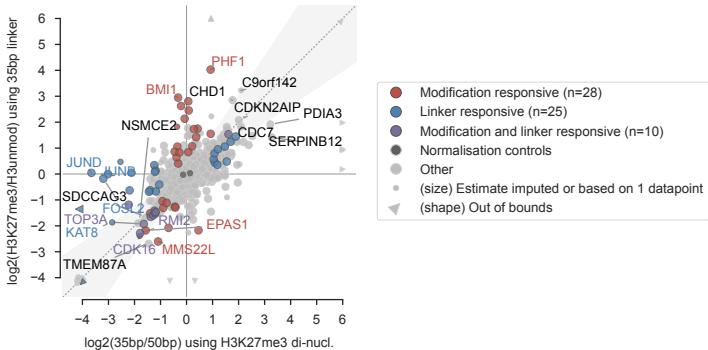 log2(H3K27me3/H3unmod) using 35bp linker
6
5
4
3
2
1
0
−1
−2
−3
−4
PHF1
BMI1
CHD1
C9orf142
CDKN2AIP
PDIA3
NSMCE2
CDC7
SERPINB12
JUND
JUNB
SDCCAG3
FOSL2
TOP3A
RMI2
EPAS1
KAT8
CDK16
MMS22L
TMEM87A
−4 −3 −2 −1 0 1 2 3 4 5 6
log2(35bp/50bp) using H3K27me3 di-nucl.
Modification responsive (n=28)
Linker responsive (n=25)
Modification and linker responsive (n=10)
Normalisation controls
Other
(size) Estimate imputed or based on 1 datapoint
(shape) Out of bounds